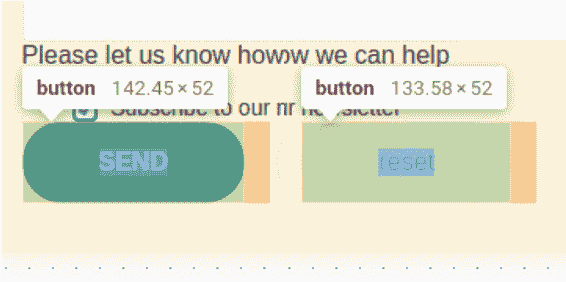 Please let us know howow we can help
button 142.45 × 52
button 133.58 × 52
Subscribe to our
SEND
reset